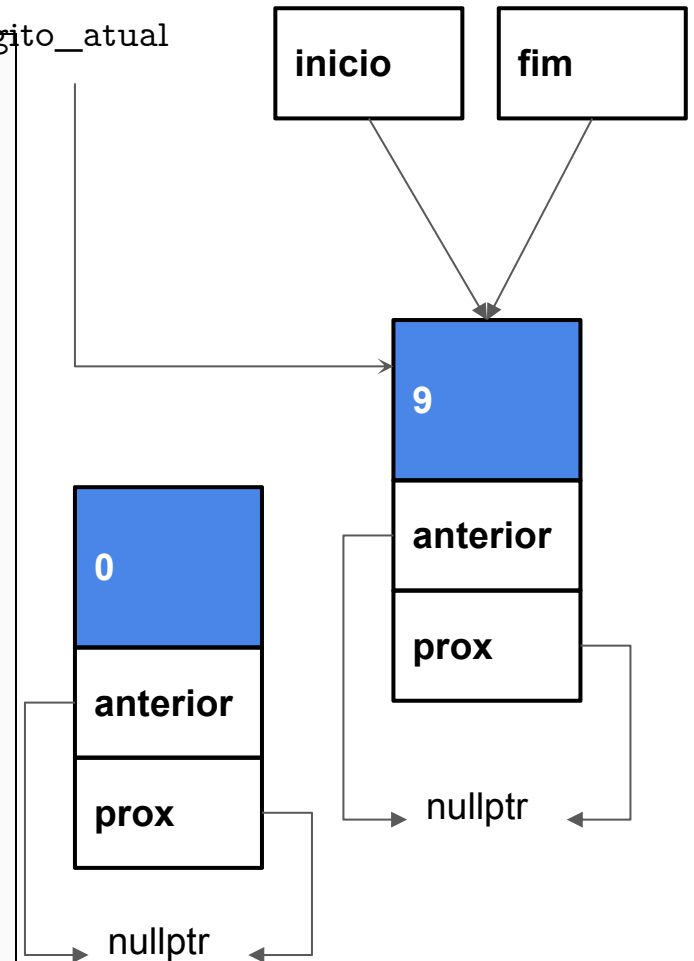 gito_atual
inicio
fim
9
anterior
prox
nullptr
0
anterior
prox
nullptr